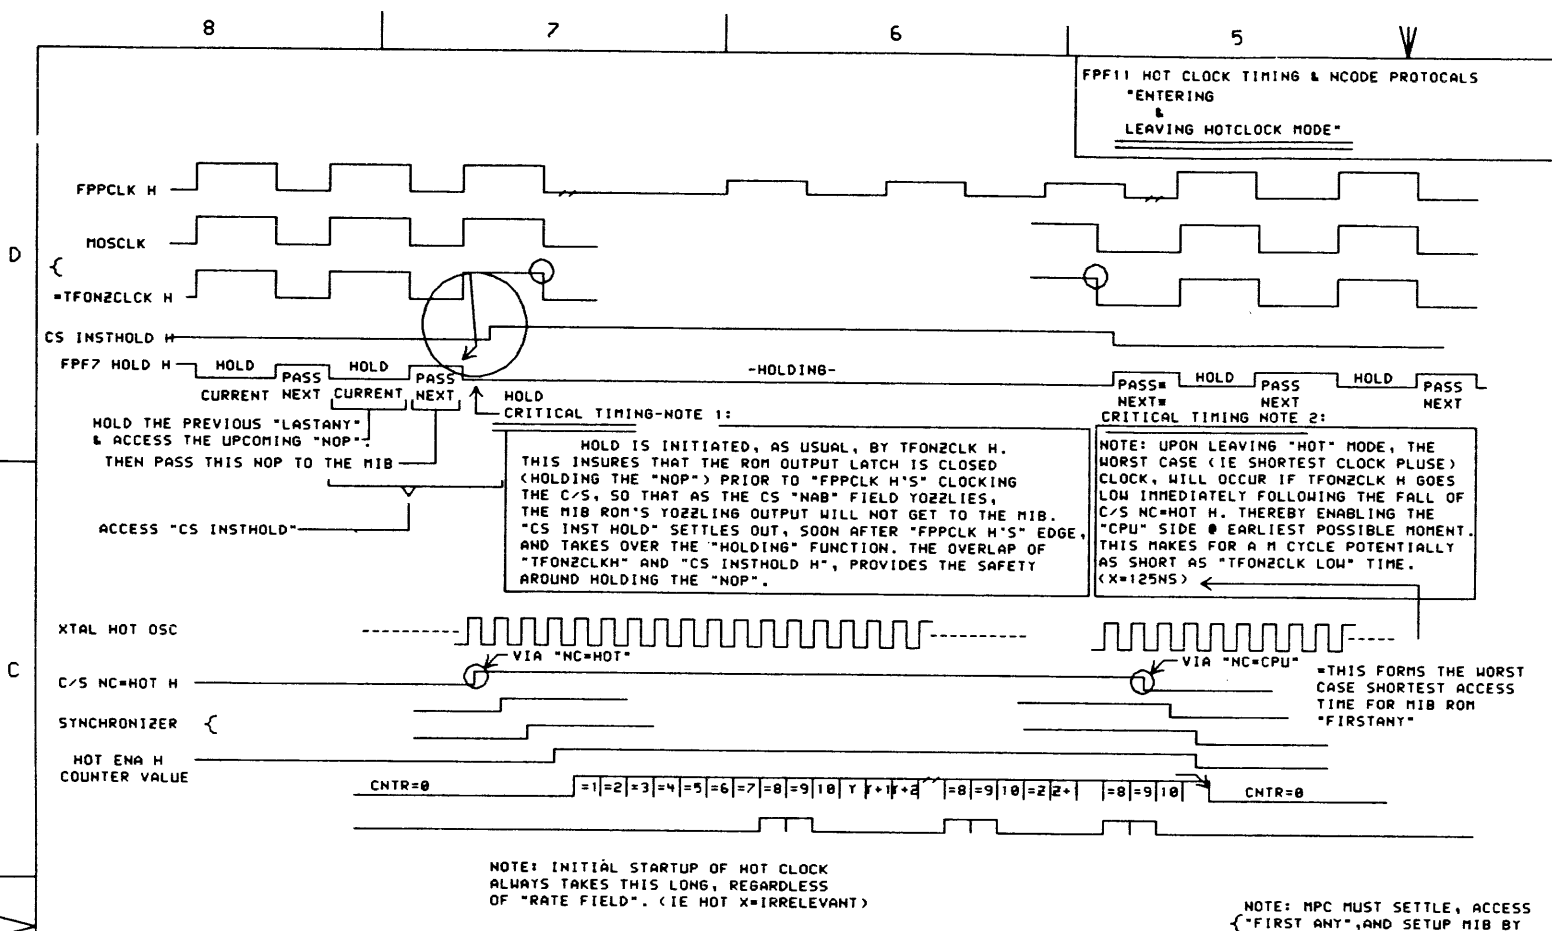 8 7 6 5
FPF11 HOT CLOCK TIMING & NCODE PROTOCALS
"ENTERING
&
LEAVING HOTCLOCK MODE"
FPPCLK H
D
MOSCLK
{
=TFON2CLCK H
CS INSTHOLD H
FPF7 HOLD H
HOLD
PASS
NEXT
HOLD
PASS
NEXT
CURRENT
CURRENT
-HOLDING-
PASS=
NEXT=
HOLD
PASS
NEXT
HOLD
PASS
NEXT
HOLD THE PREVIOUS "LASTANY"
& ACCESS THE UPCOMING "NOP".
THEN PASS THIS NOP TO THE MIB
ACCESS "CS INSTHOLD"
HOLD
CRITICAL TIMING-NOTE 1:
HOLD IS INITIATED, AS USUAL, BY TFON2CLK H.
THIS INSURES THAT THE ROM OUTPUT LATCH IS CLOSED
(HOLDING THE "NOP") PRIOR TO "FPPCLK H'S" CLOCKING
THE C/S, SO THAT AS THE CS "NAB" FIELD YOZZLIES,
THE MIB ROM'S YOZZLING OUTPUT WILL NOT GET TO THE MIB.
"CS INST HOLD" SETTLES OUT, SOON AFTER "FPPCLK H'S" EDGE,
AND TAKES OVER THE "HOLDING" FUNCTION. THE OVERLAP OF
"TFON2CLKH" AND "CS INSTHOLD H", PROVIDES THE SAFETY
AROUND HOLDING THE "NOP".
CRITICAL TIMING NOTE 2:
NOTE: UPON LEAVING "HOT" MODE, THE
WORST CASE (IE SHORTEST CLOCK PLUSE)
CLOCK, WILL OCCUR IF TFON2CLK H GOES
LOW IMMEDIATELY FOLLOWING THE FALL OF
C/S NC=HOT H. THEREBY ENABLING THE
"CPU" SIDE @ EARLIEST POSSIBLE MOMENT.
THIS MAKES FOR A M CYCLE POTENTIALLY
AS SHORT AS "TFON2CLK LOW" TIME.
(X=125NS)
XTAL HOT OSC
VIA "NC=HOT"
VIA "NC=CPU"
C
C/S NC=HOT H
=THIS FORMS THE WORST
CASE SHORTEST ACCESS
TIME FOR MIB ROM
"FIRSTANY"
SYNCHRONIZER {
HOT ENA H
COUNTER VALUE
CNTR=0
=1 =2 =3 =4 =5 =6 =7 =8 =9 10 Y Y+1 Y+2 =8 =9 10 =Z Z+1 =8 =9 10
CNTR=0
NOTE: INITIAL STARTUP OF HOT CLOCK
ALWAYS TAKES THIS LONG, REGARDLESS
OF "RATE FIELD". (IE HOT X=IRRELEVANT)
NOTE: MPC MUST SETTLE, ACCESS
{"FIRST ANY",AND SETUP MIB BY